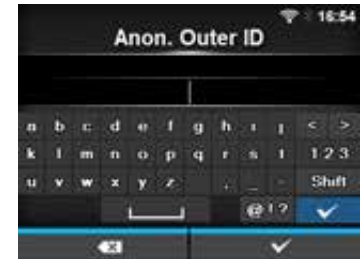 16:54
Anon. Outer ID
a b c d e f g h i j < >
k l m n o p q r s t 1 2 3
u v w x y z . _ - Shift
@ ! ?